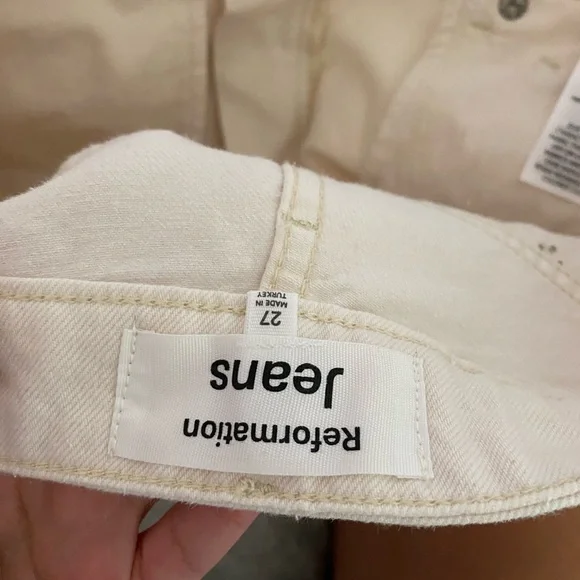 Reformation
Jeans
27
MADE IN
TURKEY